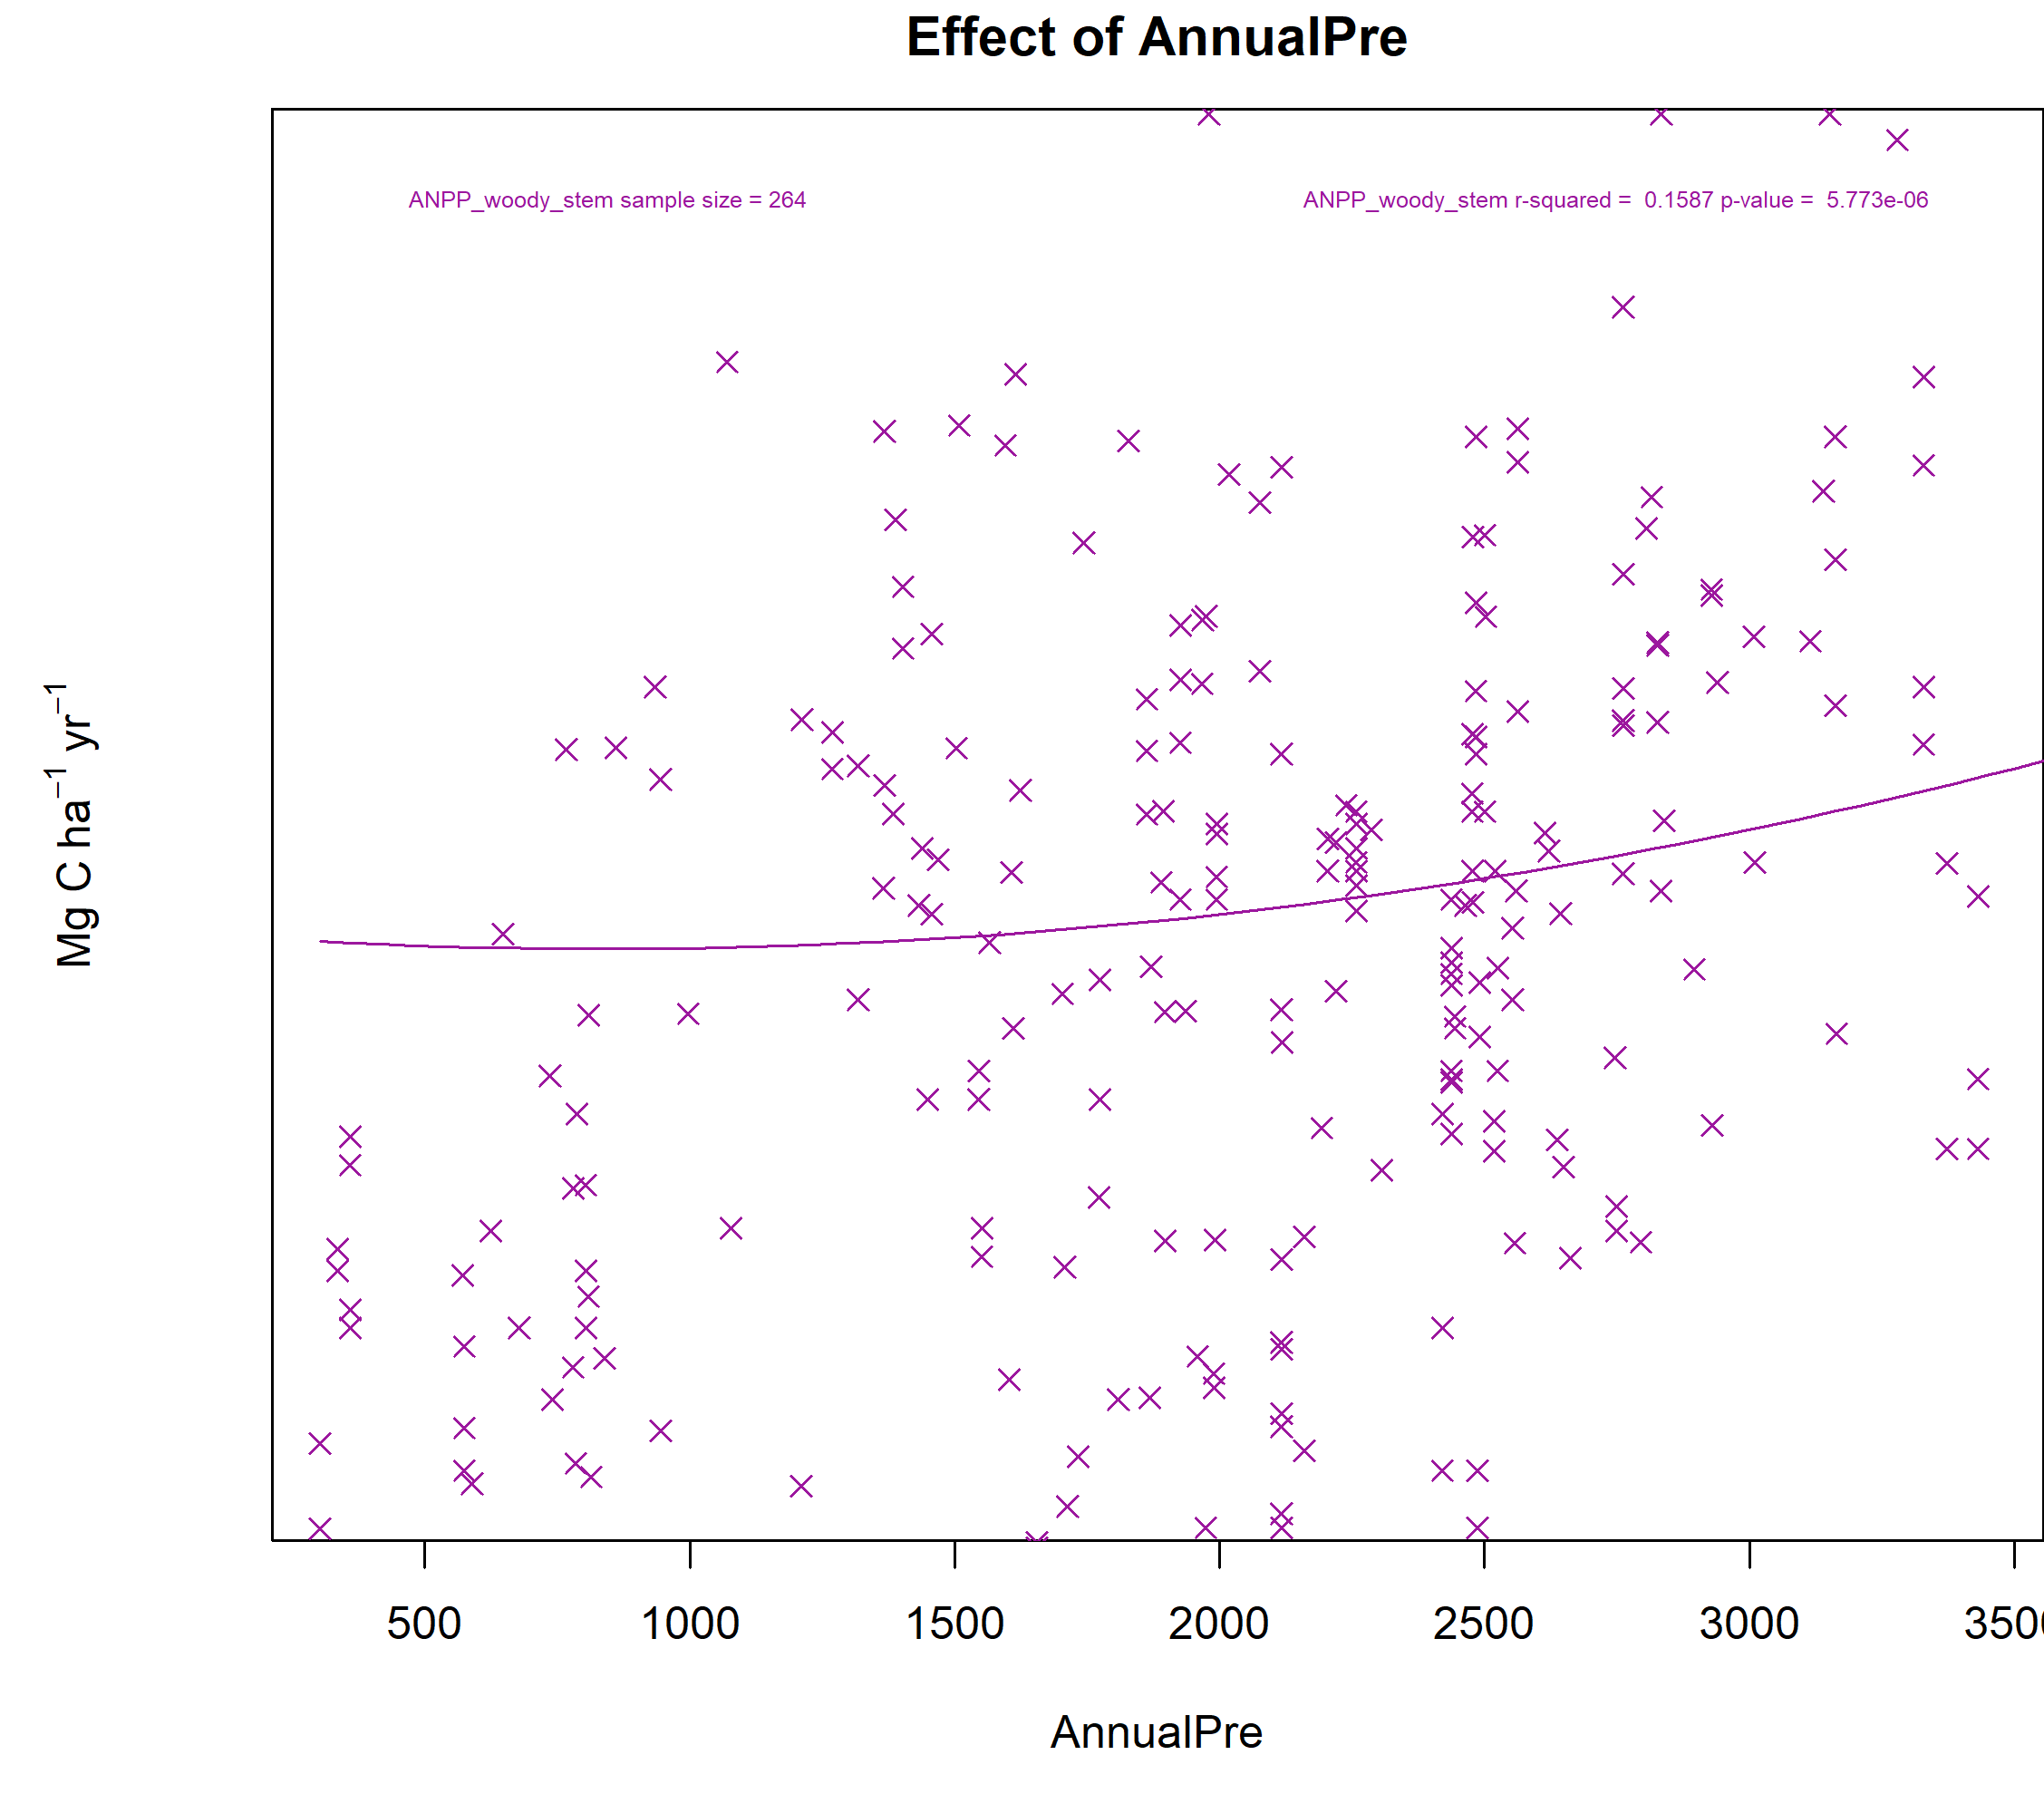 Effect of AnnualPre
ANPP_woody_stem sample size = 264
ANPP_woody_stem r-squared = 0.1587 p-value = 5.773e-06
Mg C ha⁻¹ yr⁻¹
500 1000 1500 2000 2500 3000 350
AnnualPre